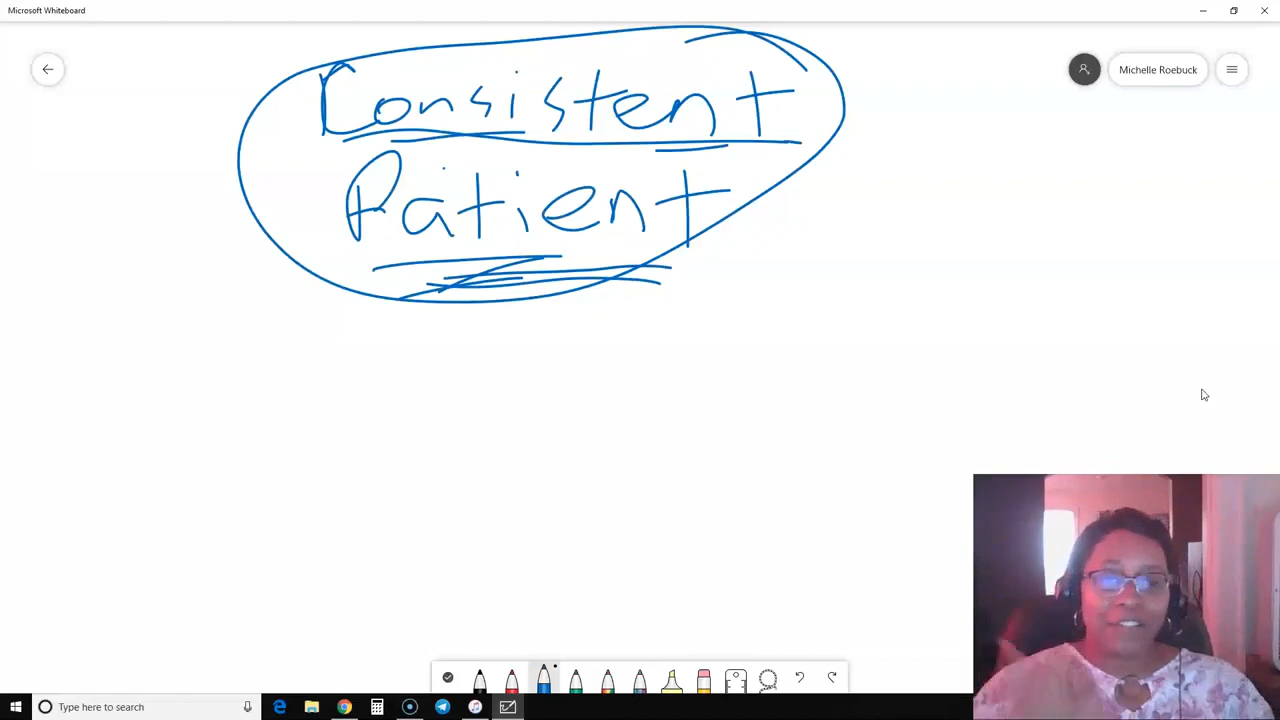 Microsoft Whiteboard
Michelle Roebuck
Consistent
Patient
Type here to search